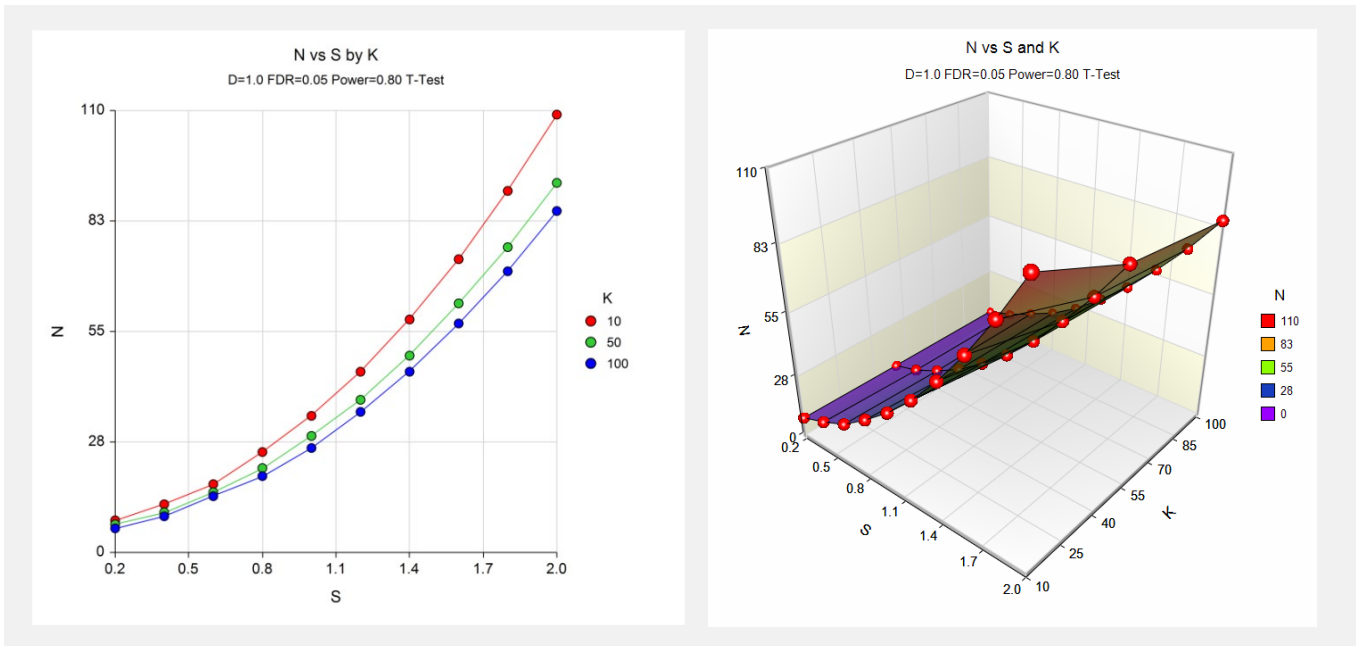 N vs S by K
D=1.0 FDR=0.05 Power=0.80 T-Test
110
83
55
28
0
N
0.2 0.5 0.8 1.1 1.4 1.7 2.0
S
K
10
50
100
N vs S and K
D=1.0 FDR=0.05 Power=0.80 T-Test
110
83
55
28
0
N
0.2
0.5
0.8
1.1
1.4
1.7
2.0
S
10
25
40
55
70
85
100
K
N
110
83
55
28
0